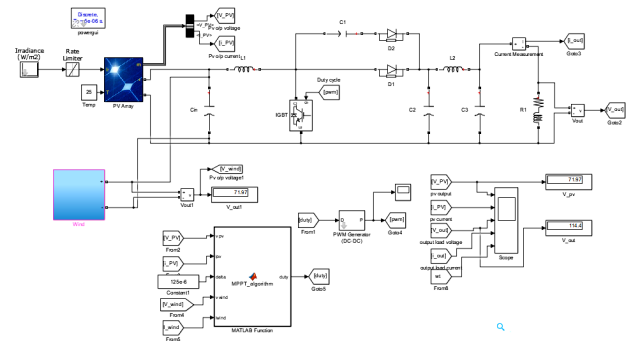 Discrete,
powergui
Irradiance
(W/m2)
Rate
Limiter
25
Temp
PV Array
[V_PV]
Pv o/p voltage
[i_PV]
Pv o/p current
L1
Cin
C1
D2
D1
Duty cycle
[pwm]
IGBT
C2
L2
C3
Current Measurement
[i_out]
Goto3
R1
Vout
[V_out]
Goto2
Wind
Vout1
[V_wind]
Pv o/p voltage1
71.97
V_out1
[V_PV]
From2
[i_PV]
125e-6
Constant1
[V_wind]
From4
[I_wind]
From5
v pv
delta
v wind
MPPT_algorithm
duty
MATLAB Function
[duty]
Goto5
[duty]
From1
PWM Generator
(DC-DC)
[pwm]
Goto4
[V_PV]
pv output
[i_PV]
pv current
[V_out]
output load voltage
[i_out]
output load current
From8
Scope
71.97
V_pv
114.4
V_out